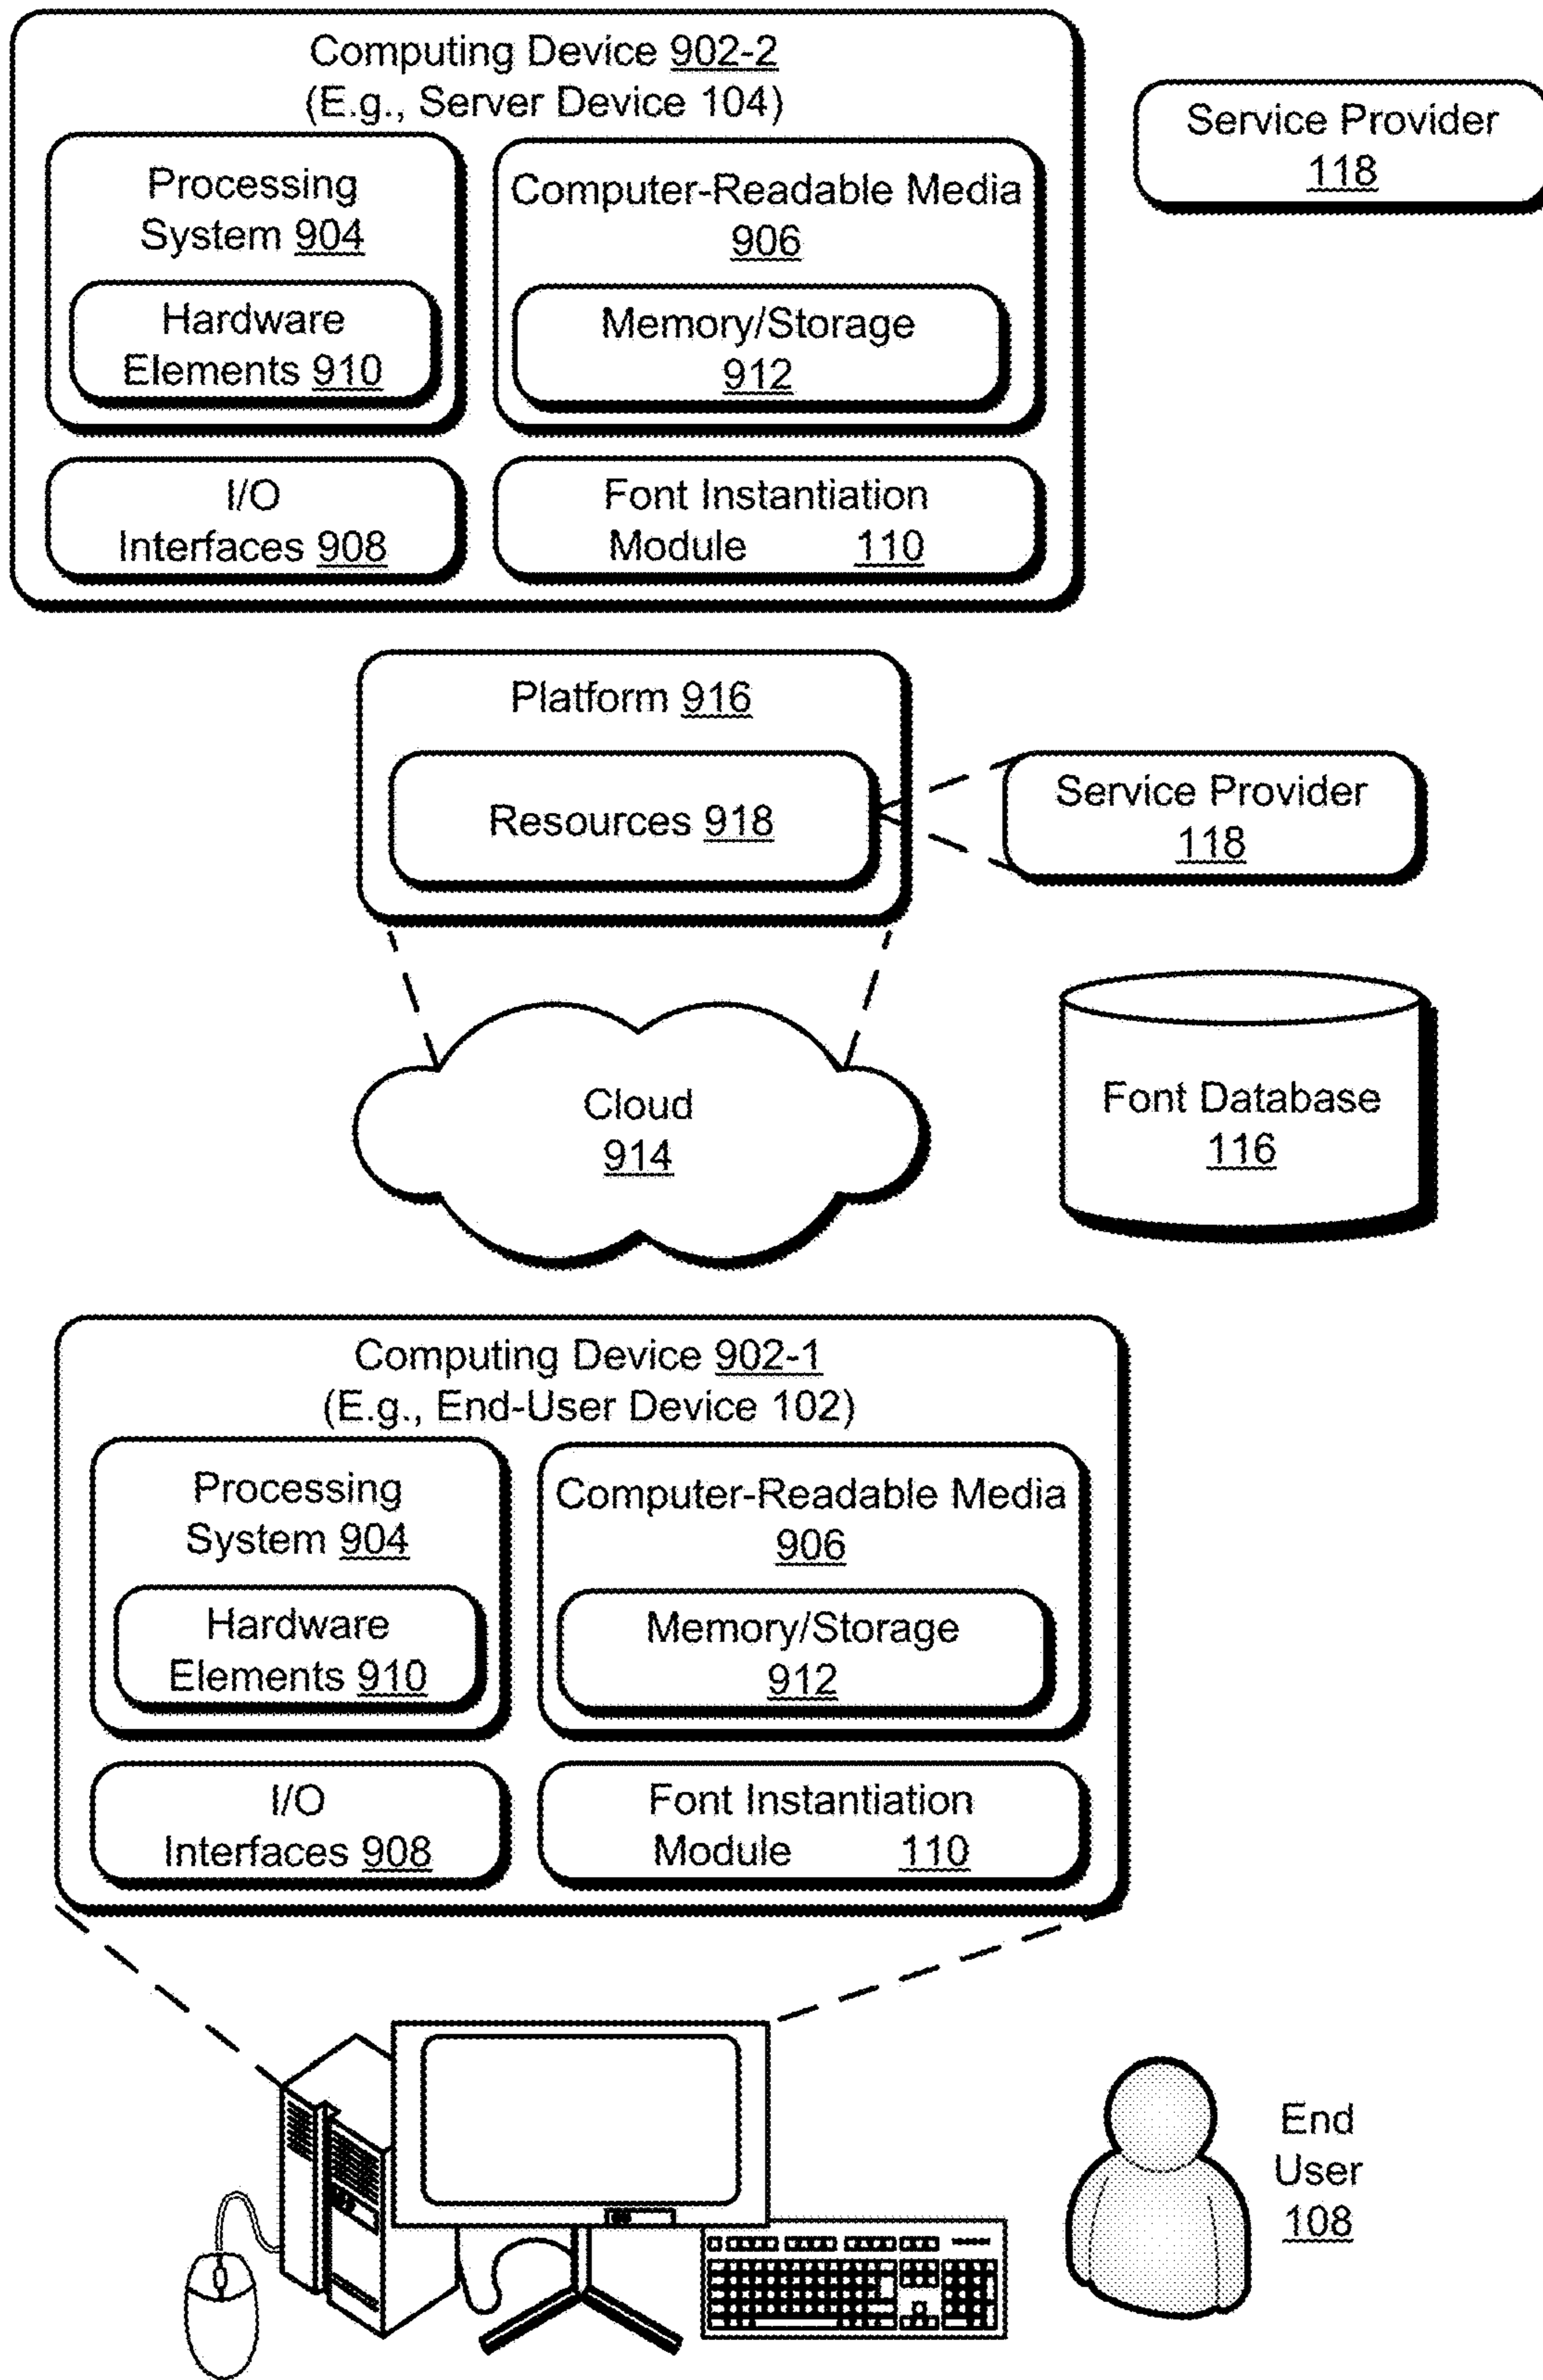 Computing Device 902-2
(E.g., Server Device 104)
Service Provider
118
Processing
System 904
Hardware
Elements 910
Computer-Readable Media
906
Memory/Storage
912
I/O
Interfaces 908
Font Instantiation
Module 110
Platform 916
Resources 918
Service Provider
118
Cloud
914
Font Database
116
Computing Device 902-1
(E.g., End-User Device 102)
Processing
System 904
Hardware
Elements 910
Computer-Readable Media
906
Memory/Storage
912
I/O
Interfaces 908
Font Instantiation
Module 110
End
User
108